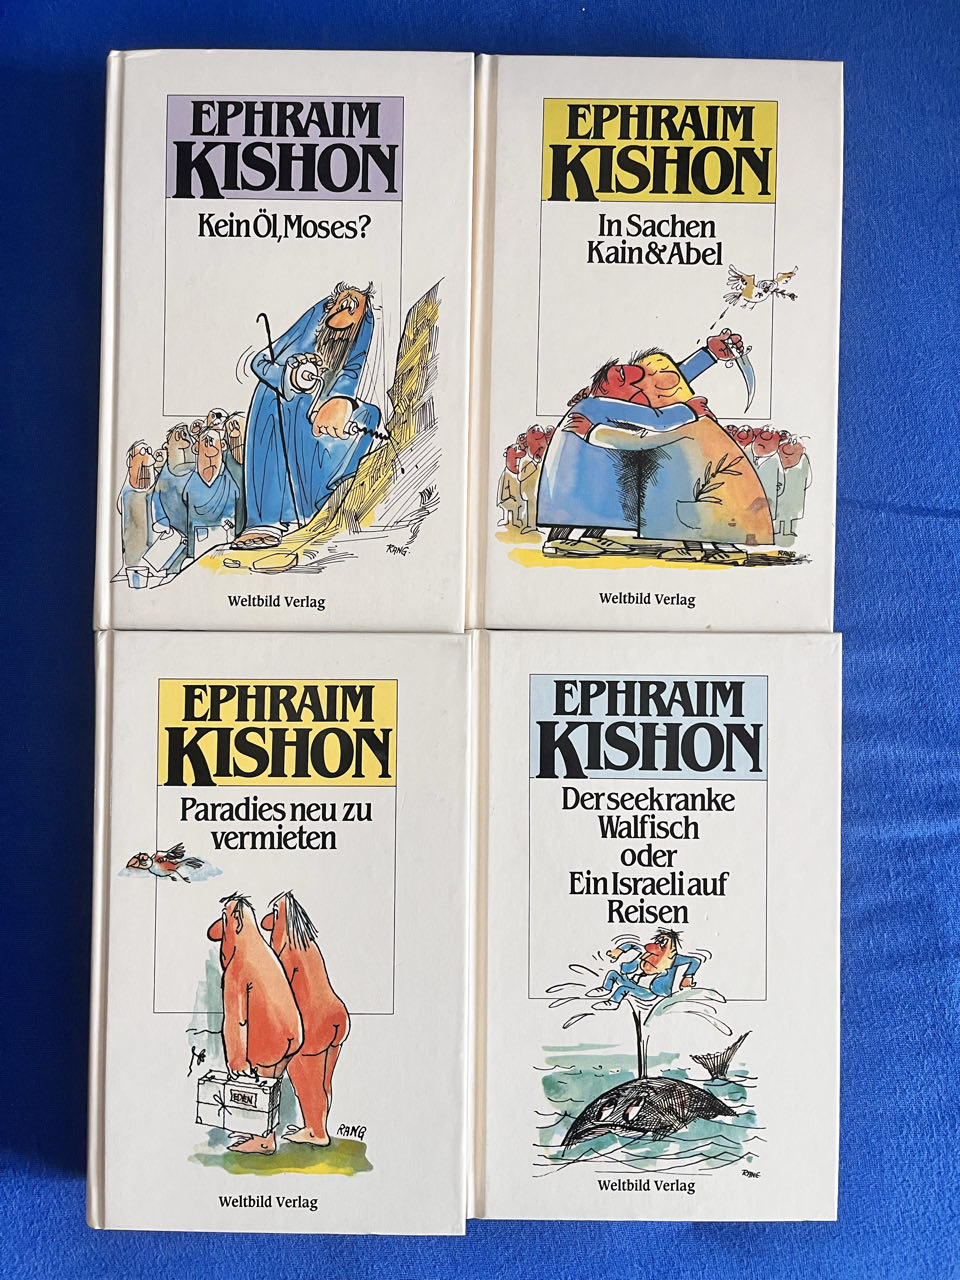 EPHRAIM
KISHON
Kein Öl, Moses?
RANG.
Weltbild Verlag
EPHRAIM
KISHON
In Sachen
Kain & Abel
RANG
Weltbild Verlag
EPHRAIM
KISHON
Paradies neu zu
vermieten
EDEN
RANG
Weltbild Verlag
EPHRAIM
KISHON
Der seekranke
Walfisch
oder
Ein Israeli auf
Reisen
RANG
Weltbild Verlag